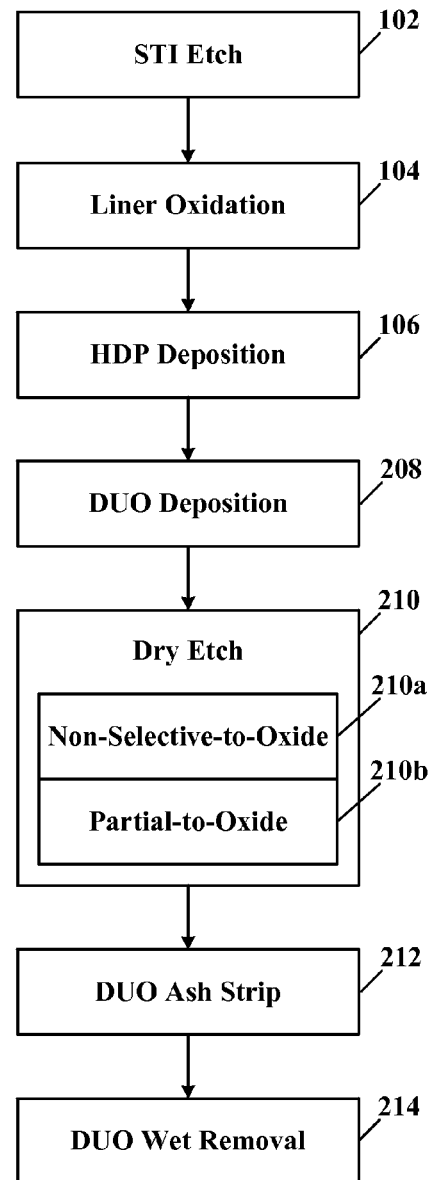 102
STI Etch
104
Liner Oxidation
106
HDP Deposition
208
DUO Deposition
210
Dry Etch
210a
Non-Selective-to-Oxide
210b
Partial-to-Oxide
212
DUO Ash Strip
214
DUO Wet Removal